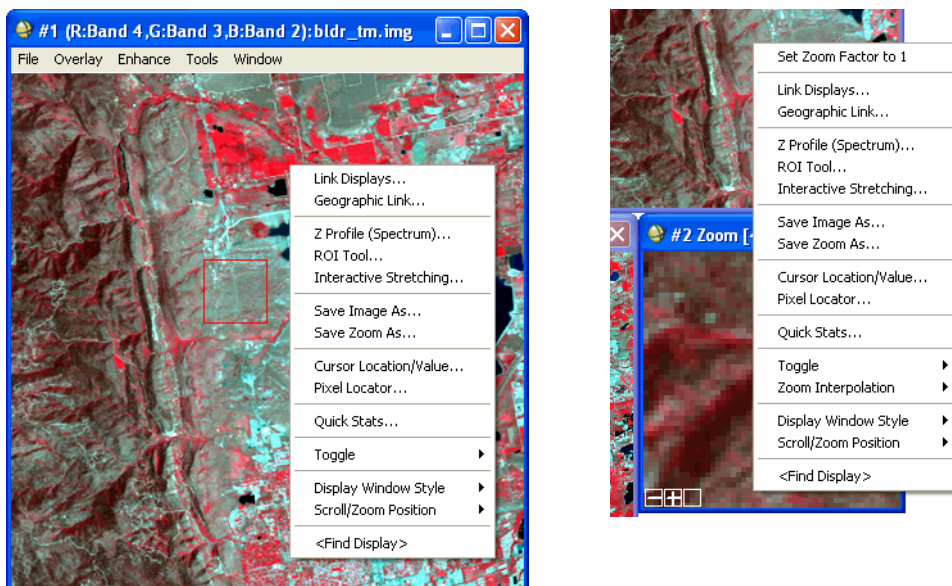 #1 (R:Band 4,G:Band 3,B:Band 2):bldr_tm.img
File Overlay Enhance Tools Window
Link Displays...
Geographic Link...
Z Profile (Spectrum)...
ROI Tool...
Interactive Stretching...
Save Image As...
Save Zoom As...
Cursor Location/Value...
Pixel Locator...
Quick Stats...
Toggle
Display Window Style
Scroll/Zoom Position
<Find Display>
Set Zoom Factor to 1
Link Displays...
Geographic Link...
Z Profile (Spectrum)...
ROI Tool...
Interactive Stretching...
Save Image As...
Save Zoom As...
Cursor Location/Value...
Pixel Locator...
Quick Stats...
Toggle
Zoom Interpolation
Display Window Style
Scroll/Zoom Position
<Find Display>
#2 Zoom [